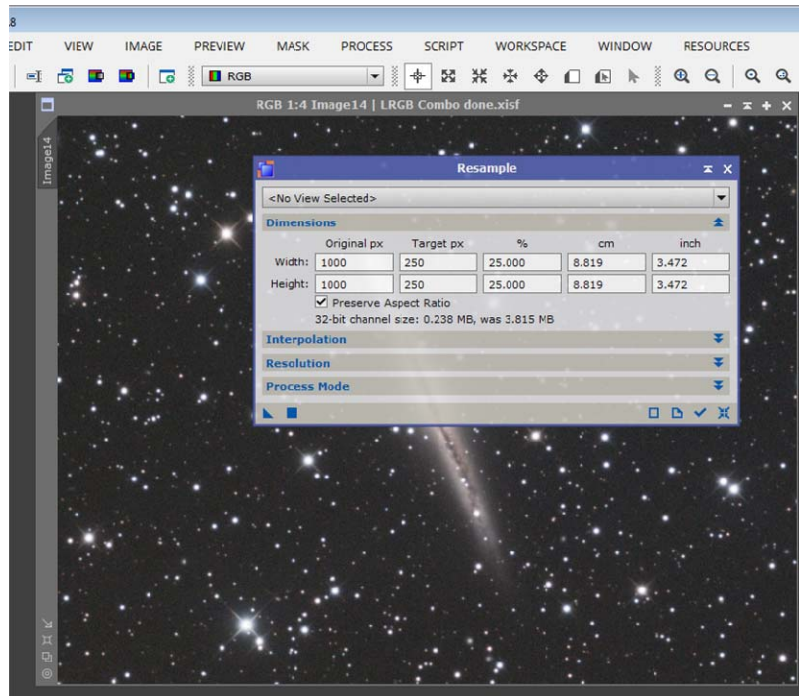 .8
EDIT VIEW IMAGE PREVIEW MASK PROCESS SCRIPT WORKSPACE WINDOW RESOURCES
RGB
RGB 1:4 Image14 | LRGB Combo done.xisf
Image14
Resample
<No View Selected>
Dimensions
Original px Target px % cm inch
Width: 1000 250 25.000 8.819 3.472
Height: 1000 250 25.000 8.819 3.472
Preserve Aspect Ratio
32-bit channel size: 0.238 MB, was 3.815 MB
Interpolation
Resolution
Process Mode